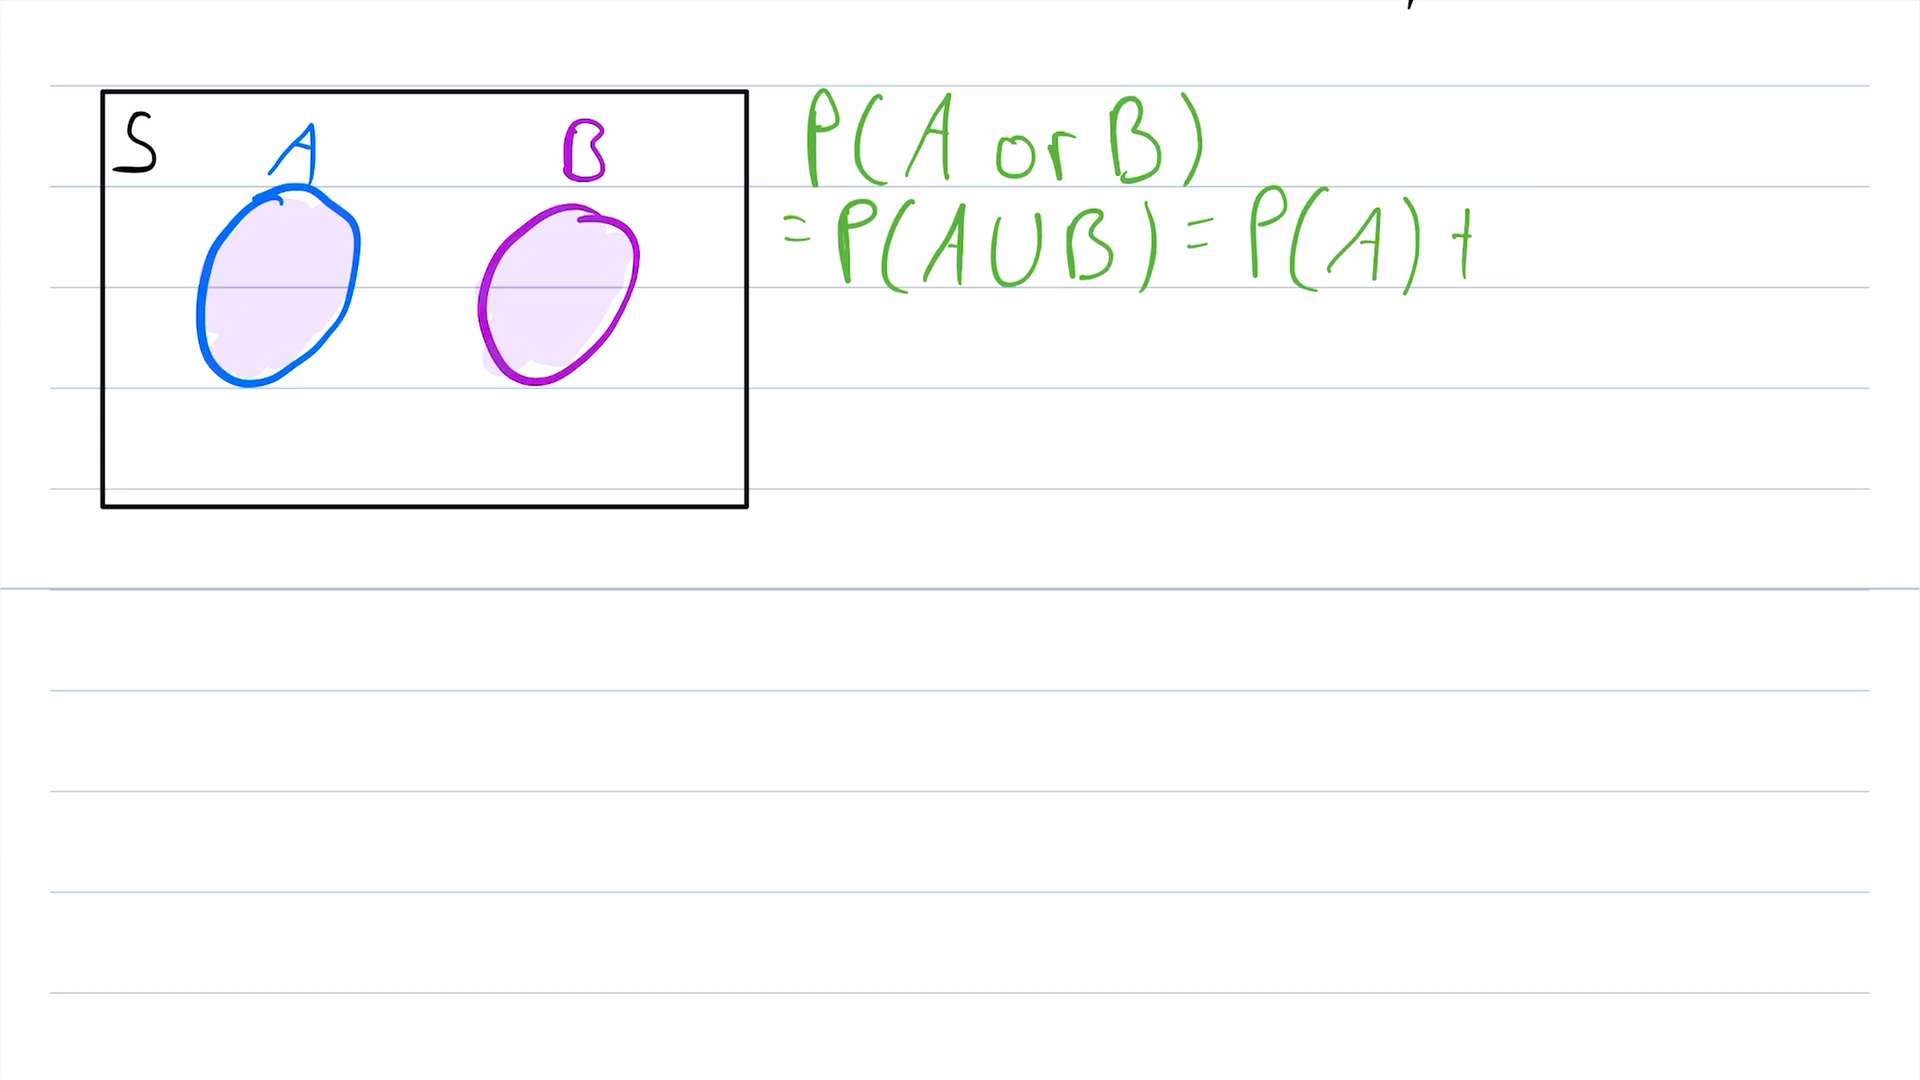 S
A
B
P(A or B)
= P(A∪B) = P(A) +